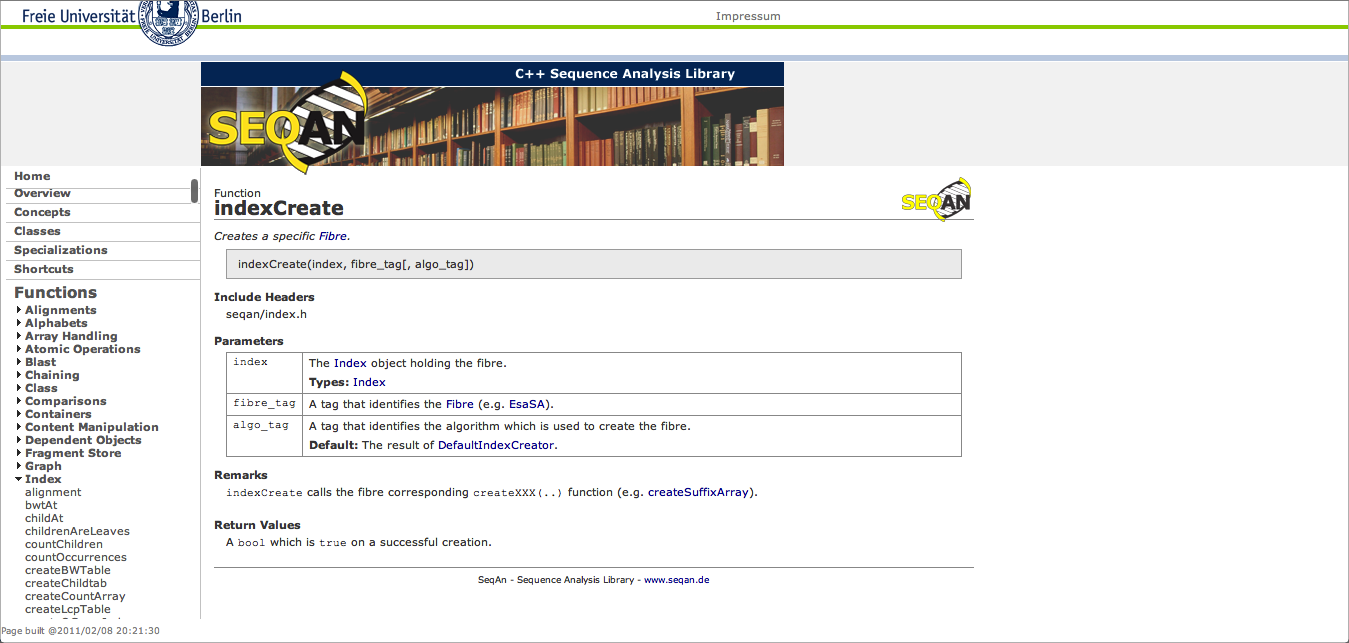 Freie Universität Berlin
Impressum
C++ Sequence Analysis Library
SEQAN
Home
Overview
Concepts
Classes
Specializations
Shortcuts
Functions
Alignments
Alphabets
Array Handling
Atomic Operations
Blast
Chaining
Class
Comparisons
Containers
Content Manipulation
Dependent Objects
Fragment Store
Graph
Index
alignment
bwtAt
childAt
childrenAreLeaves
countChildren
countOccurrences
createBWTable
createChildtab
createCountArray
createLcpTable
Function
indexCreate
SEQAN
Creates a specific Fibre.
indexCreate(index, fibre_tag[, algo_tag])
Include Headers
seqan/index.h
Parameters
index
The Index object holding the fibre.
Types: Index
fibre_tag
A tag that identifies the Fibre (e.g. EsaSA).
algo_tag
A tag that identifies the algorithm which is used to create the fibre.
Default: The result of DefaultIndexCreator.
Remarks
indexCreate calls the fibre corresponding createXXX(..) function (e.g. createSuffixArray).
Return Values
A bool which is true on a successful creation.
SeqAn - Sequence Analysis Library - www.seqan.de
Page built @2011/02/08 20:21:30